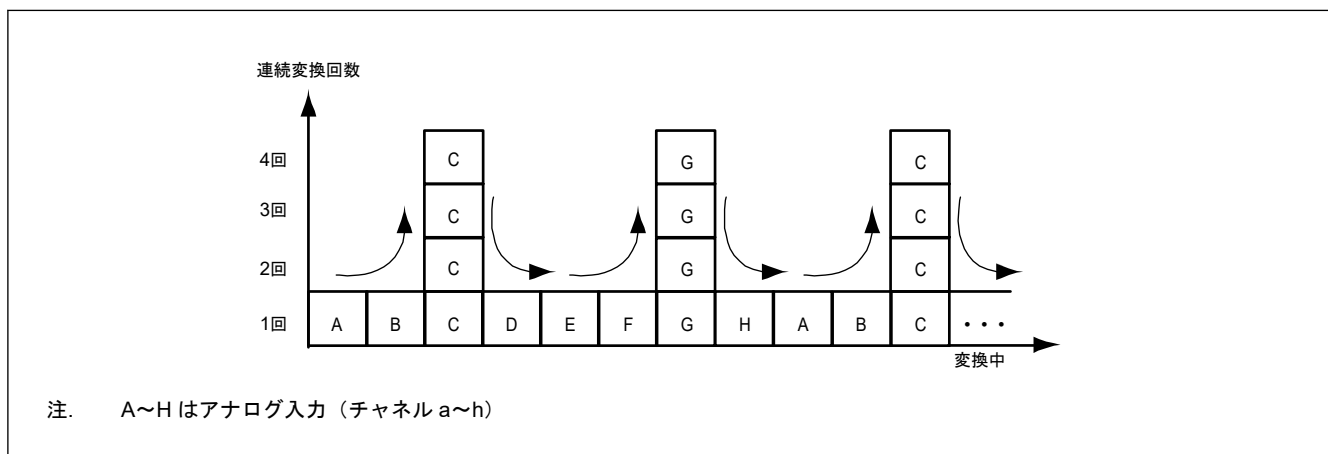 連続変換回数
4回 C G C
3回 C G C
2回 C G C
1回 A B C D E F G H A B C ・・・
変換中
注. A～H はアナログ入力（チャネル a～h）